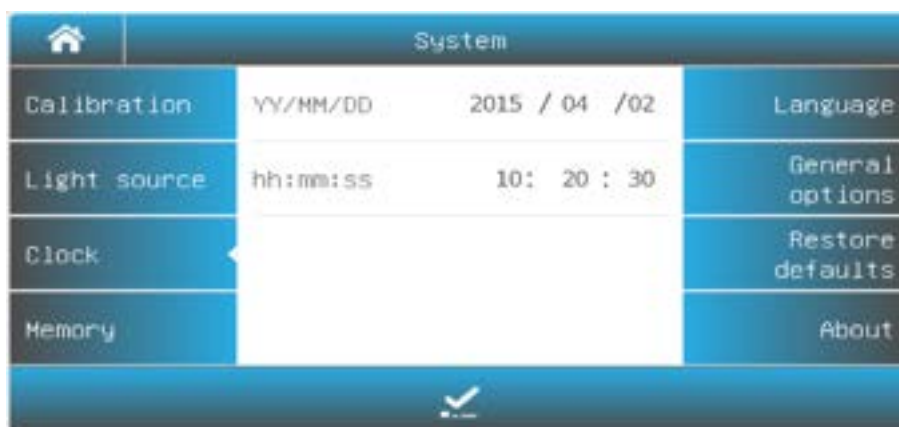 System
Calibration
YY/MM/DD 2015 / 04 /02
Language
Light source
hh:mm:ss 10: 20 : 30
General
options
Clock
Restore
defaults
Memory
About